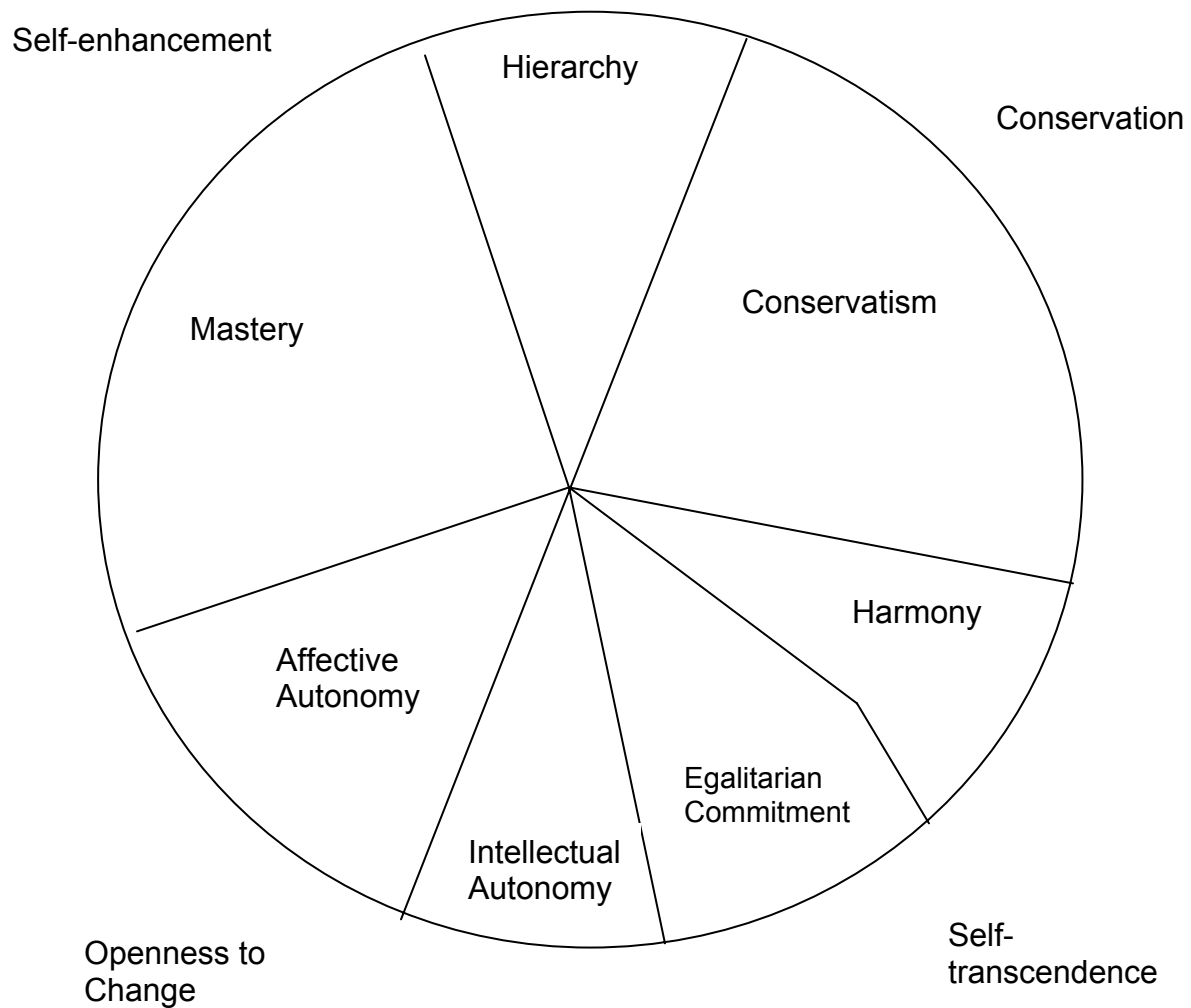 Self-enhancement
Hierarchy
Conservation
Conservatism
Mastery
Harmony
Affective
Autonomy
Egalitarian
Commitment
Intellectual
Autonomy
Openness to
Change
Self-
transcendence